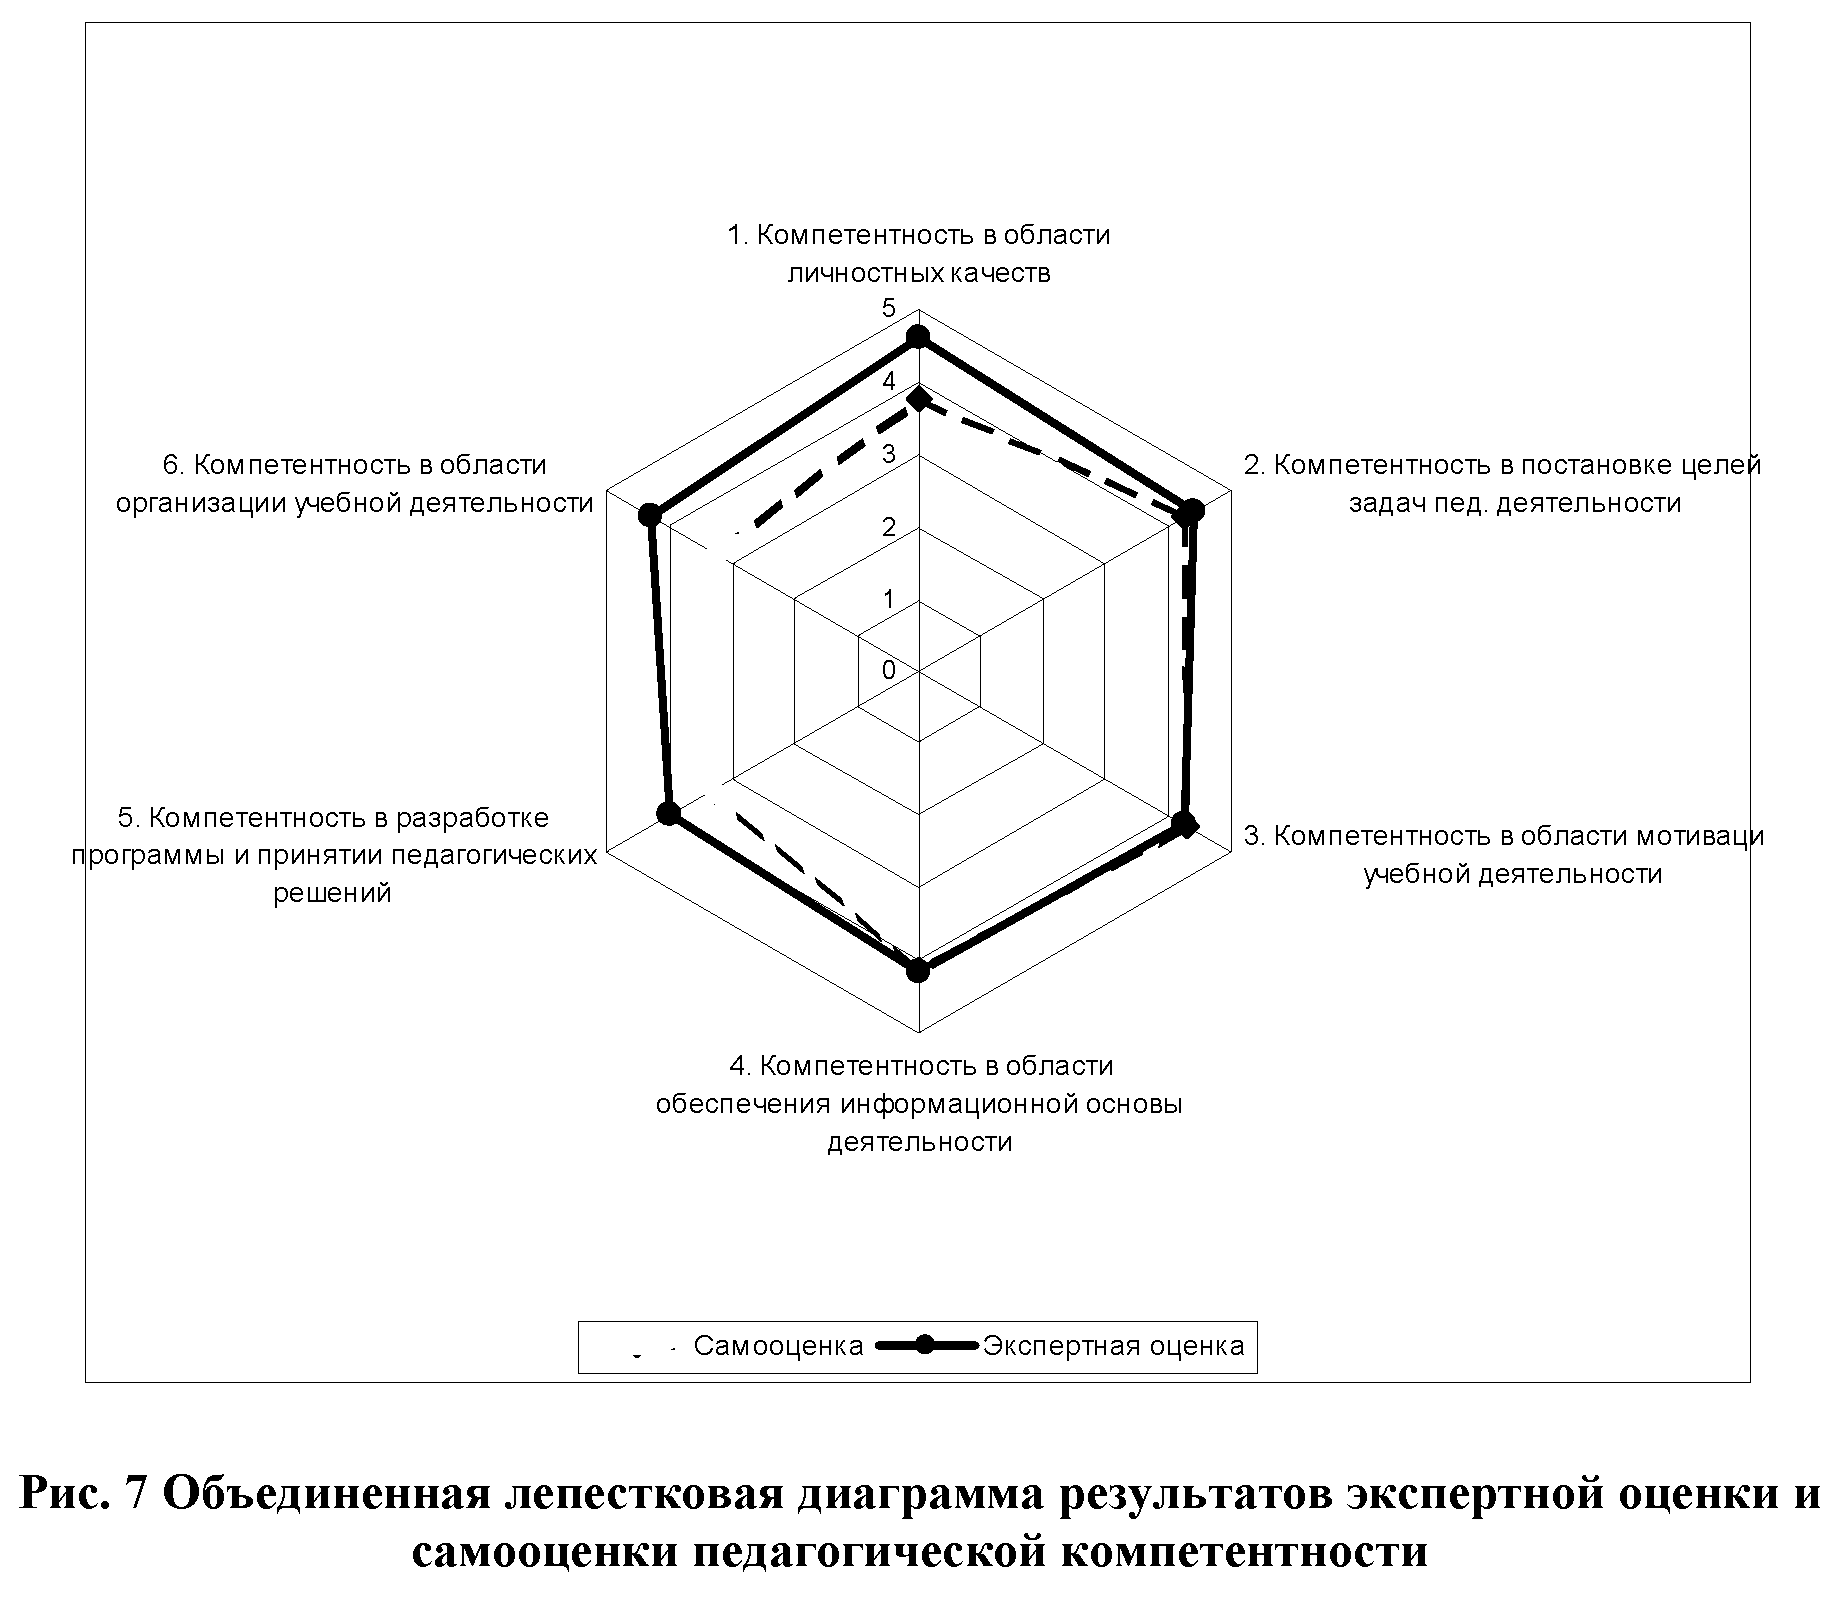 1. Компетентность в области
личностных качеств
5
4
3
2
1
0
2. Компетентность в постановке целей
задач пед. деятельности
3. Компетентность в области мотиваци
учебной деятельности
4. Компетентность в области
обеспечения информационной основы
деятельности
5. Компетентность в разработке
программы и принятии педагогических
решений
6. Компетентность в области
организации учебной деятельности
Самооценка Экспертная оценка
Рис. 7 Объединенная лепестковая диаграмма результатов экспертной оценки и
самооценки педагогической компетентности